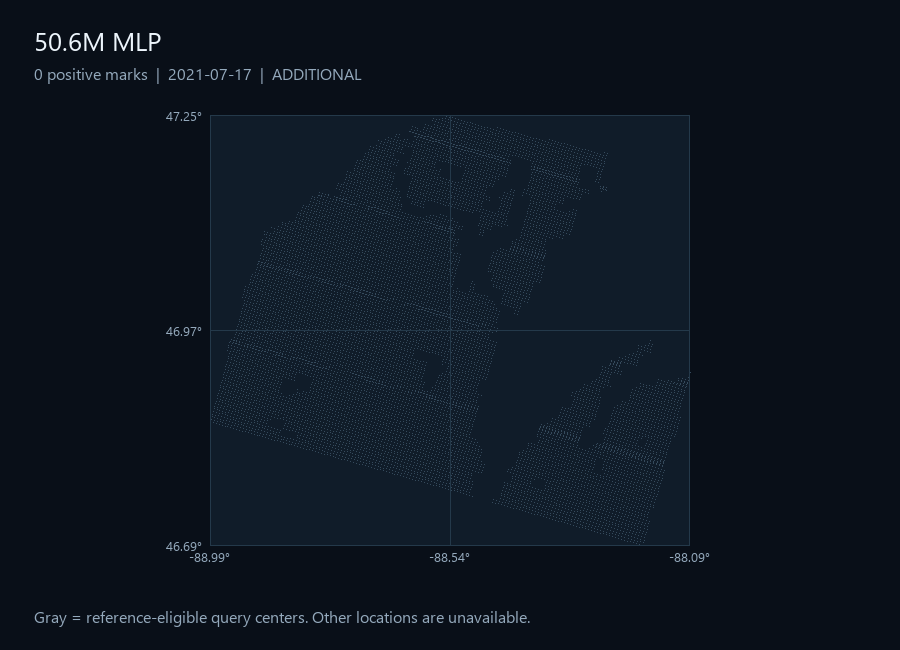 50.6M MLP
0 positive marks | 2021-07-17 | ADDITIONAL
47.25°
46.97°
46.69°
-88.99°
-88.54°
-88.09°
Gray = reference-eligible query centers. Other locations are unavailable.